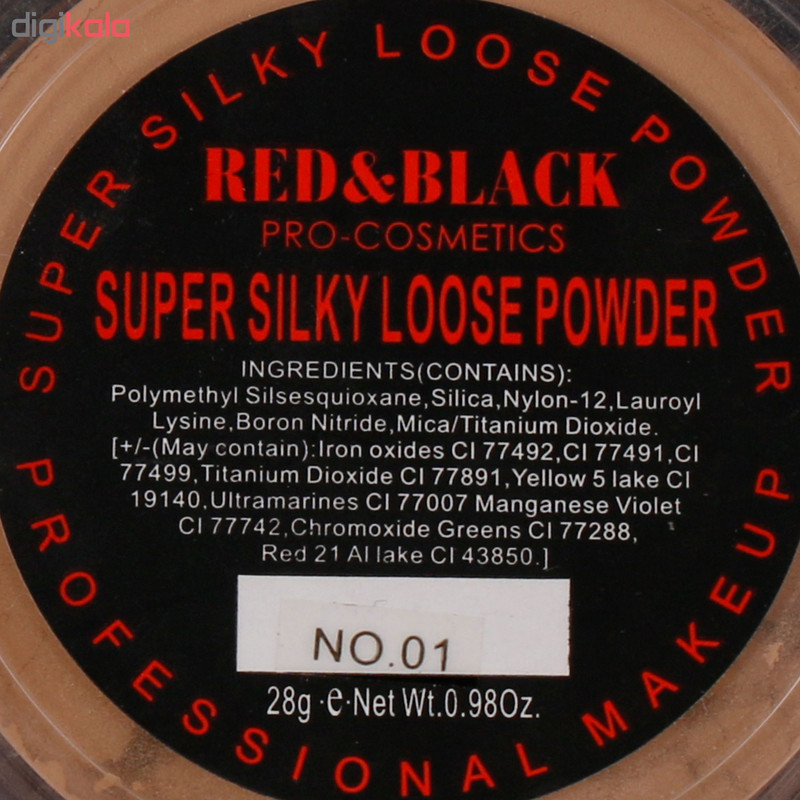 digikala
SUPER SILKY LOOSE POWDER
RED&BLACK
PRO-COSMETICS
SUPER SILKY LOOSE POWDER
INGREDIENTS(CONTAINS):
Polymethyl Silsesquioxane,Silica,Nylon-12,Lauroyl
Lysine,Boron Nitride,Mica/Titanium Dioxide.
[+/-(May contain):Iron oxides CI 77492,CI 77491,CI
77499,Titanium Dioxide CI 77891,Yellow 5 lake CI
19140,Ultramarines CI 77007 Manganese Violet
CI 77742,Chromoxide Greens CI 77288,
Red 21 Al lake CI 43850.]
NO.01
28g·e·Net Wt.0.98Oz.
PROFESSIONAL MAKEUP